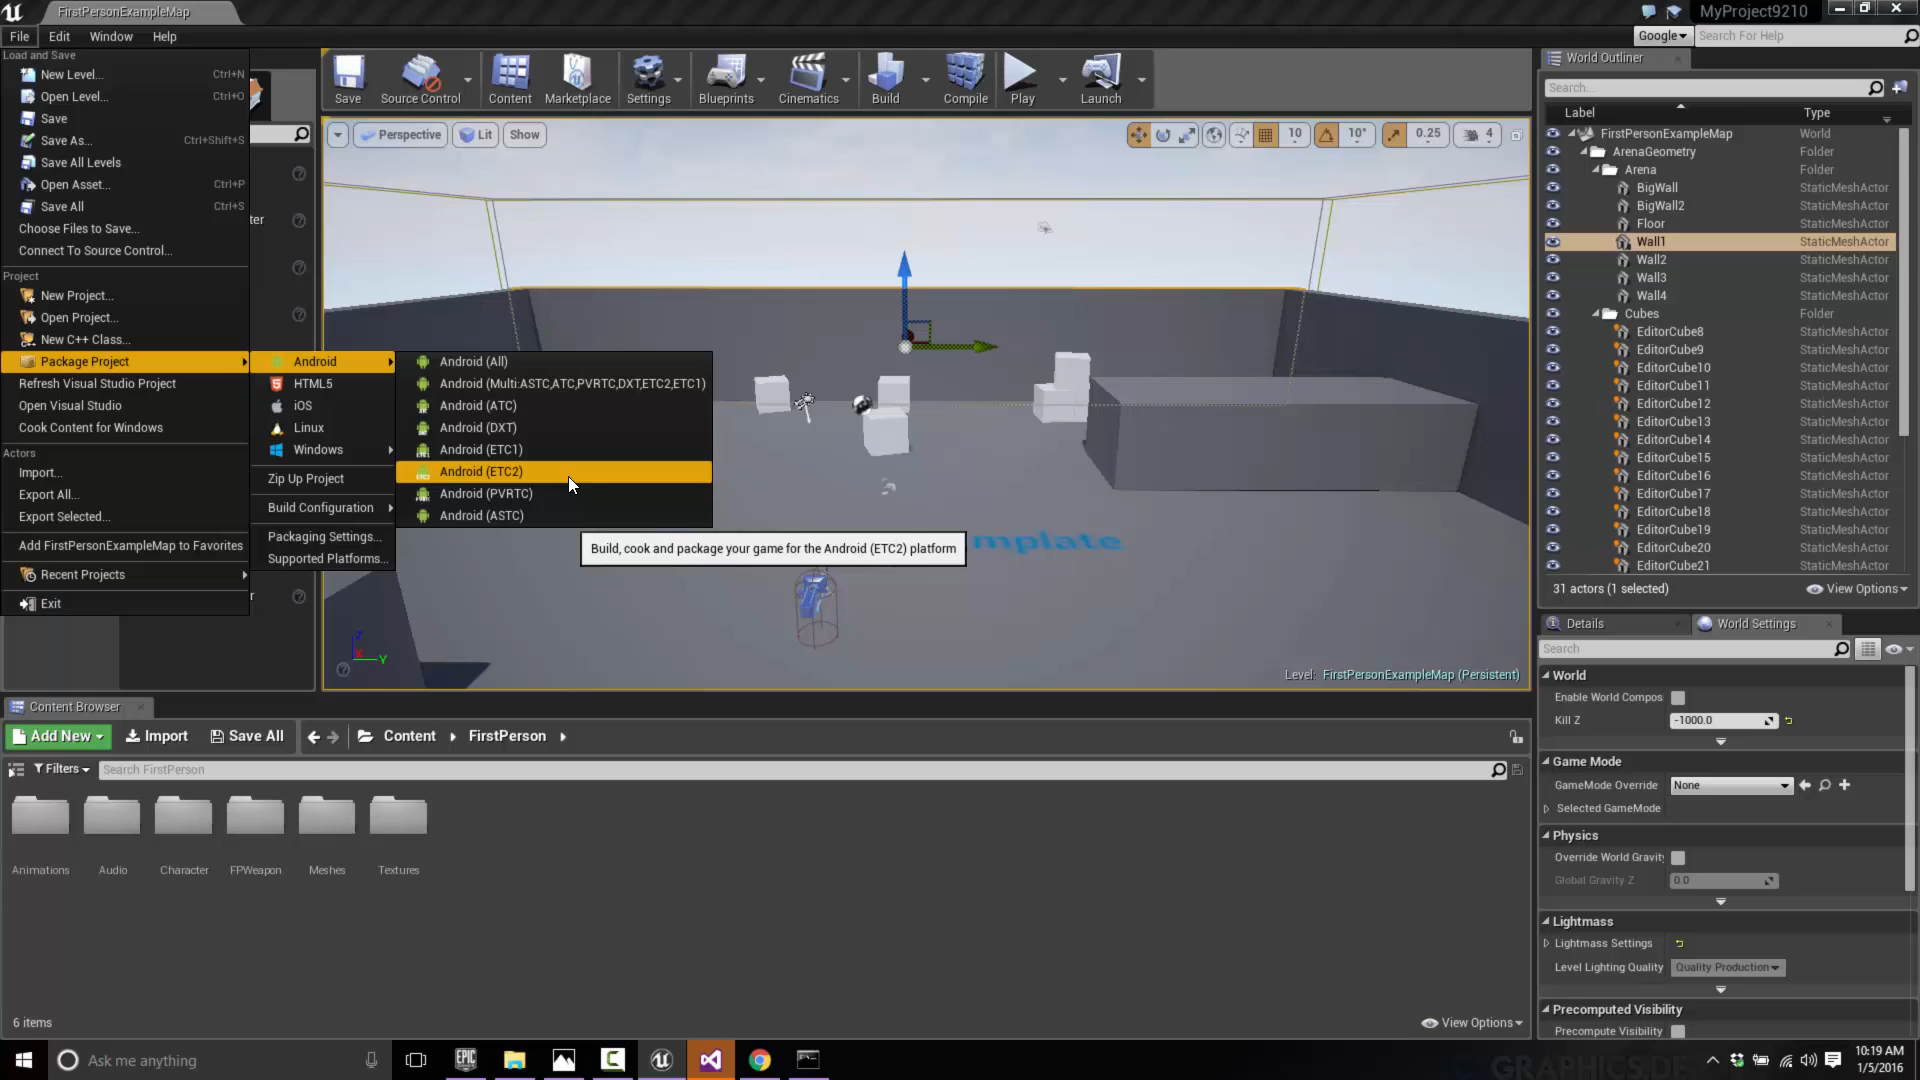 FirstPersonExampleMap
MyProject9210
File Edit Window Help
Google Search For Help
Load and Save
New Level... Ctrl+N
Open Level... Ctrl+O
Save
Save As... Ctrl+Shift+S
Save All Levels
Open Asset... Ctrl+P
Save All Ctrl+S
Choose Files to Save...
Connect To Source Control...
Project
New Project...
Open Project...
New C++ Class...
Package Project
Refresh Visual Studio Project
Open Visual Studio
Cook Content for Windows
Actors
Import...
Export All...
Export Selected...
Add FirstPersonExampleMap to Favorites
Recent Projects
Exit
Android
HTML5
iOS
Linux
Windows
Zip Up Project
Build Configuration
Packaging Settings...
Supported Platforms...
Android (All)
Android (Multi:ASTC,ATC,PVRTC,DXT,ETC2,ETC1)
Android (ATC)
Android (DXT)
Android (ETC1)
Android (ETC2)
Android (PVRTC)
Android (ASTC)
Build, cook and package your game for the Android (ETC2) platform
Save Source Control Content Marketplace Settings Blueprints Cinematics Build Compile Play Launch
Perspective Lit Show
10 10° 0.25 4
mplate
X Y Z
Level: FirstPersonExampleMap (Persistent)
World Outliner
Search...
Label Type
FirstPersonExampleMap World
ArenaGeometry Folder
Arena Folder
BigWall StaticMeshActor
BigWall2 StaticMeshActor
Floor StaticMeshActor
Wall1 StaticMeshActor
Wall2 StaticMeshActor
Wall3 StaticMeshActor
Wall4 StaticMeshActor
Cubes Folder
EditorCube8 StaticMeshActor
EditorCube9 StaticMeshActor
EditorCube10 StaticMeshActor
EditorCube11 StaticMeshActor
EditorCube12 StaticMeshActor
EditorCube13 StaticMeshActor
EditorCube14 StaticMeshActor
EditorCube15 StaticMeshActor
EditorCube16 StaticMeshActor
EditorCube17 StaticMeshActor
EditorCube18 StaticMeshActor
EditorCube19 StaticMeshActor
EditorCube20 StaticMeshActor
EditorCube21 StaticMeshActor
31 actors (1 selected) View Options
Details World Settings
Search
World
Enable World Compos
Kill Z -1000.0
Game Mode
GameMode Override None
Selected GameMode
Physics
Override World Gravit
Global Gravity Z 0.0
Lightmass
Lightmass Settings
Level Lighting Quality Quality Production
Precomputed Visibility
Precompute Visibility
Content Browser
Add New Import Save All Content FirstPerson
Filters Search FirstPerson
Animations Audio Character FPWeapon Meshes Textures
6 items View Options
Ask me anything
EPIC
10:19 AM
1/5/2016